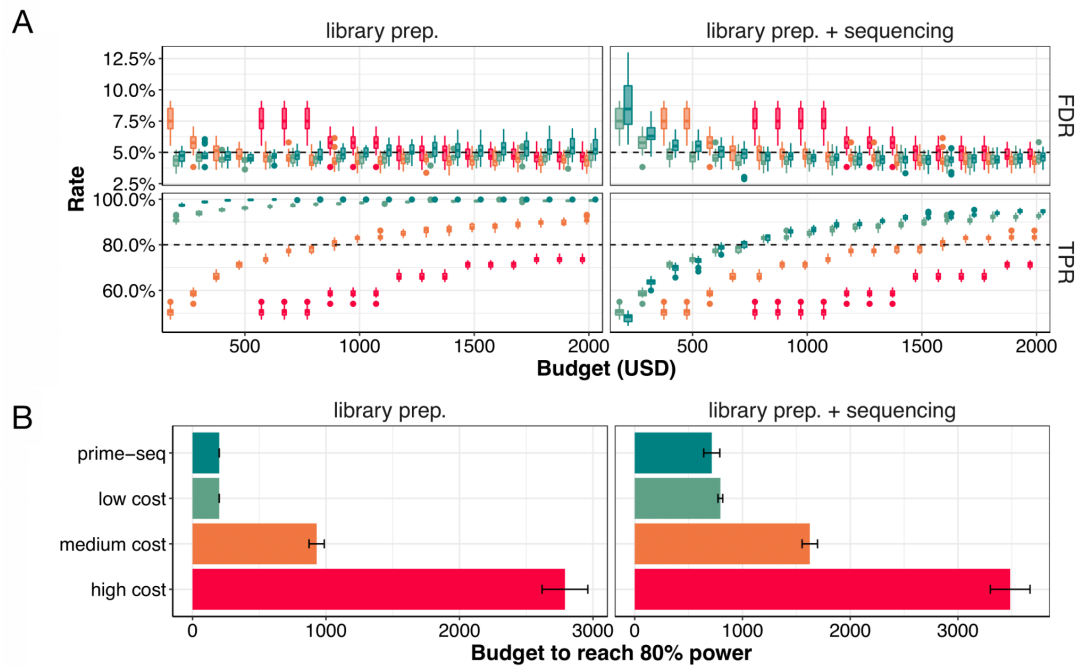 A
library prep.
library prep. + sequencing
Rate
12.5%
10.0%
7.5%
5.0%
2.5%
FDR
100.0%
80.0%
60.0%
TPR
500
1000
1500
2000
500
1000
1500
2000
Budget (USD)
B
library prep.
library prep. + sequencing
prime−seq
low cost
medium cost
high cost
0
1000
2000
3000
0
1000
2000
3000
Budget to reach 80% power